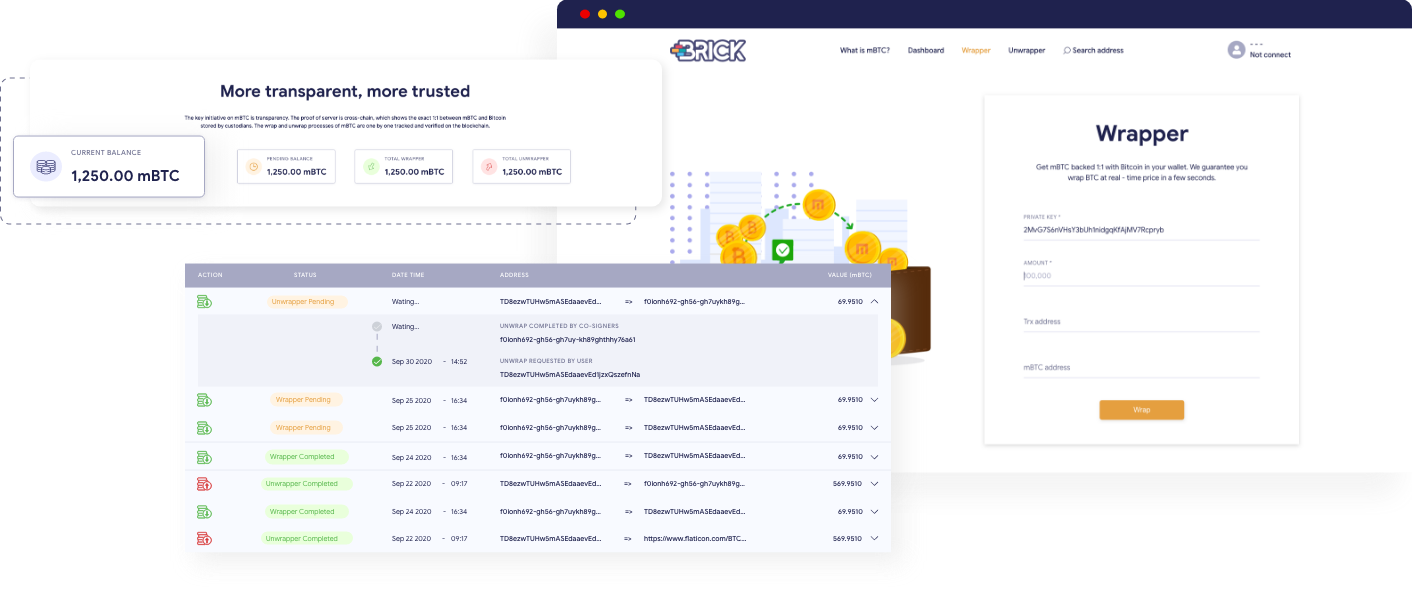 BRICK
What is mBTC? Dashboard Wrapper Unwrapper Search address
- - -
Not connect
More transparent, more trusted
The key initiative on mBTC is transparency. The proof of server is cross-chain, which shows the exact 1:1 between mBTC and Bitcoin
stored by custodians. The wrap and unwrap processes of mBTC are one by one tracked and verified on the blockchain.
CURRENT BALANCE
1,250.00 mBTC
PENDING BALANCE
1,250.00 mBTC
TOTAL WRAPPER
1,250.00 mBTC
TOTAL UNWRAPPER
1,250.00 mBTC
Wrapper
Get mBTC backed 1:1 with Bitcoin in your wallet. We guarantee you
wrap BTC at real - time price in a few seconds.
PRIVATE KEY *
2MvG7S6nVHsY3bUh1nidgqKfAjMV7Rcpryb
AMOUNT *
100,000
Trx address
mBTC address
Wrap
ACTION STATUS DATE TIME ADDRESS VALUE (mBTC)
Unwrapper Pending Wating... TD8ezwTUHw5mASEdaaevEd... => f0ionh692-gh56-gh7uykh89g... 69.9510
Wating... UNWRAP COMPLETED BY CO-SIGNERS
f0ionh692-gh56-gh7uy-kh89ghthhy76a61
Sep 30 2020 - 14:52 UNWRAP REQUESTED BY USER
TD8ezwTUHw5mASEdaaevEd1jzxQszefnNa
Wrapper Pending Sep 25 2020 - 16:34 f0ionh692-gh56-gh7uykh89g... => TD8ezwTUHw5mASEdaaevEd... 69.9510
Wrapper Pending Sep 25 2020 - 16:34 f0ionh692-gh56-gh7uykh89g... => TD8ezwTUHw5mASEdaaevEd... 69.9510
Wrapper Completed Sep 24 2020 - 16:34 f0ionh692-gh56-gh7uykh89g... => TD8ezwTUHw5mASEdaaevEd... 69.9510
Unwrapper Completed Sep 22 2020 - 09:17 TD8ezwTUHw5mASEdaaevEd... => f0ionh692-gh56-gh7uykh89g... 569.9510
Wrapper Completed Sep 24 2020 - 16:34 f0ionh692-gh56-gh7uykh89g... => TD8ezwTUHw5mASEdaaevEd... 69.9510
Unwrapper Completed Sep 22 2020 - 09:17 TD8ezwTUHw5mASEdaaevEd... => https://www.flaticon.com/BTC... 569.9510